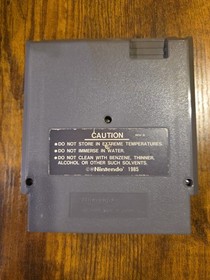 CAUTION
●DO NOT STORE IN EXTREME TEMPERATURES.
●DO NOT IMMERSE IN WATER.
●DO NOT CLEAN WITH BENZENE, THINNER,
ALCOHOL OR OTHER SUCH SOLVENTS.
©®Nintendo 1985